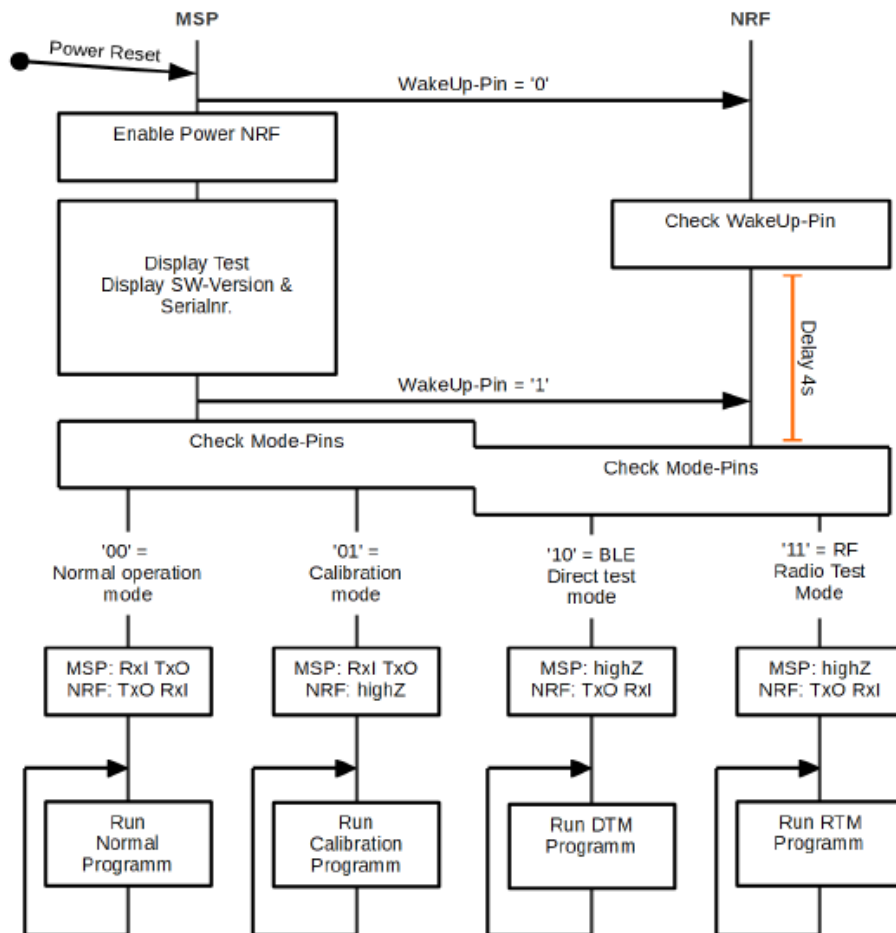 MSP
NRF
Power Reset
WakeUp-Pin = '0'
Enable Power NRF
Check WakeUp-Pin
Display Test
Display SW-Version &
Serialnr.
Delay 4s
WakeUp-Pin = '1'
Check Mode-Pins
Check Mode-Pins
'00' =
Normal operation
mode
'01' =
Calibration
mode
'10' = BLE
Direct test
mode
'11' = RF
Radio Test
Mode
MSP: RxI TxO
NRF: TxO RxI
MSP: RxI TxO
NRF: highZ
MSP: highZ
NRF: TxO RxI
MSP: highZ
NRF: TxO RxI
Run
Normal
Programm
Run
Calibration
Programm
Run DTM
Programm
Run RTM
Programm